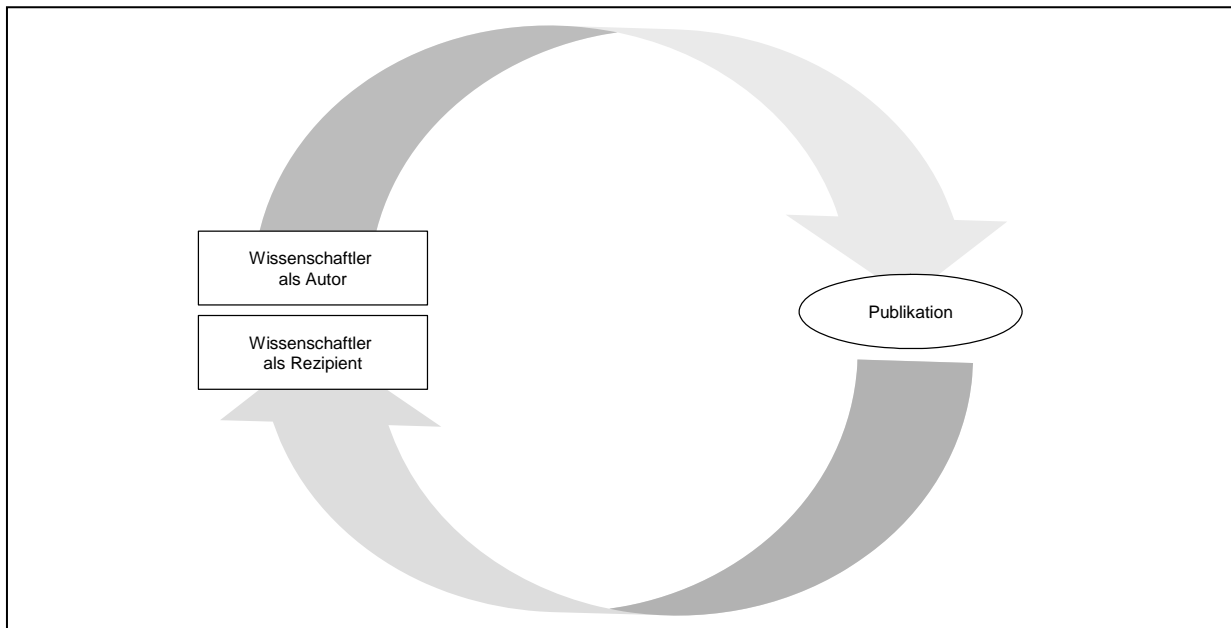 Wissenschaftler
als Autor
Wissenschaftler
als Rezipient
Publikation